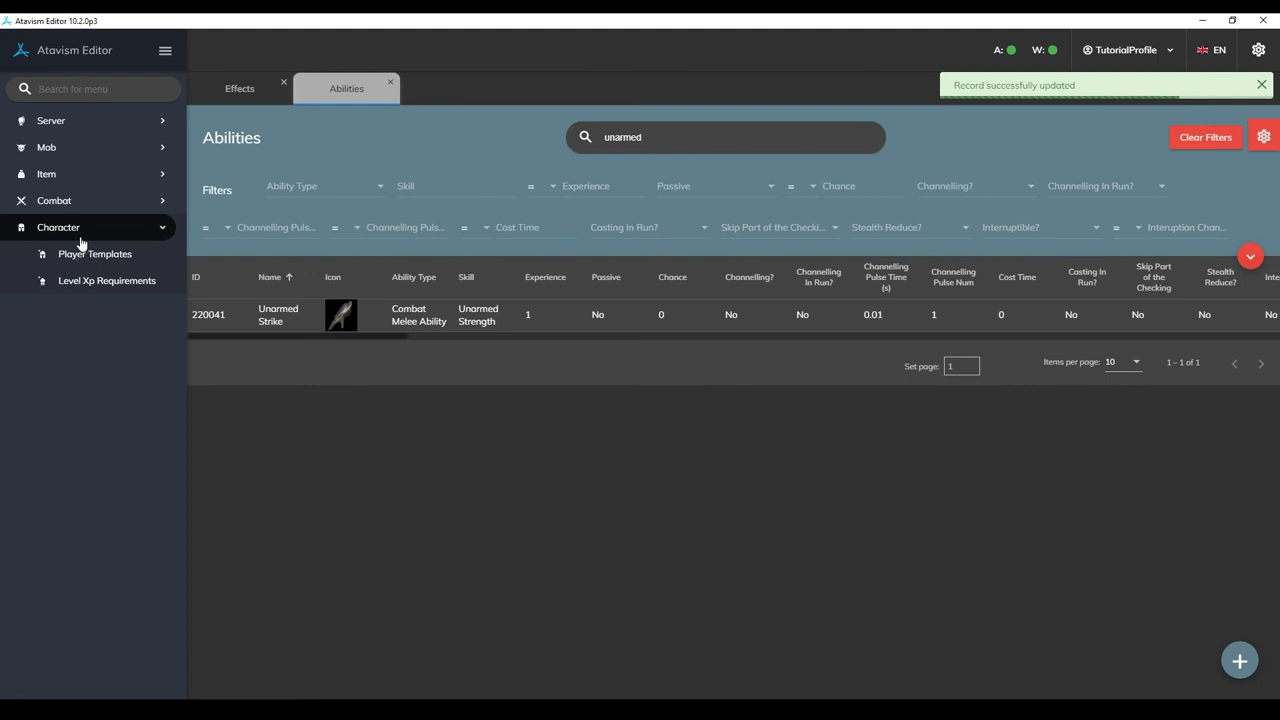 Atavism Editor 10.2.0p3
Atavism Editor
A:
W:
TutorialProfile
EN
Search for menu
Server
Mob
Item
Combat
Character
Player Templates
Level Xp Requirements
Effects
Abilities
Record successfully updated
Abilities
unarmed
Clear Filters
Filters
Ability Type
Skill
=
Experience
Passive
=
Chance
Channelling?
Channelling In Run?
=
Channelling Puls...
=
Channelling Puls...
=
Cost Time
Casting In Run?
Skip Part of the Checki...
Stealth Reduce?
Interruptible?
=
Interuption Chan...
ID
Name
Icon
Ability Type
Skill
Experience
Passive
Chance
Channelling?
Channelling
In Run?
Channelling
Pulse Time
(s)
Channelling
Pulse Num
Cost Time
Casting In
Run?
Skip Part
of the
Checking
Stealth
Reduce?
Inte
220041
Unarmed
Strike
Combat
Melee Ability
Unarmed
Strength
1
No
0
No
No
0.01
1
0
No
No
No
No
Set page:
1
Items per page:
10
1 – 1 of 1